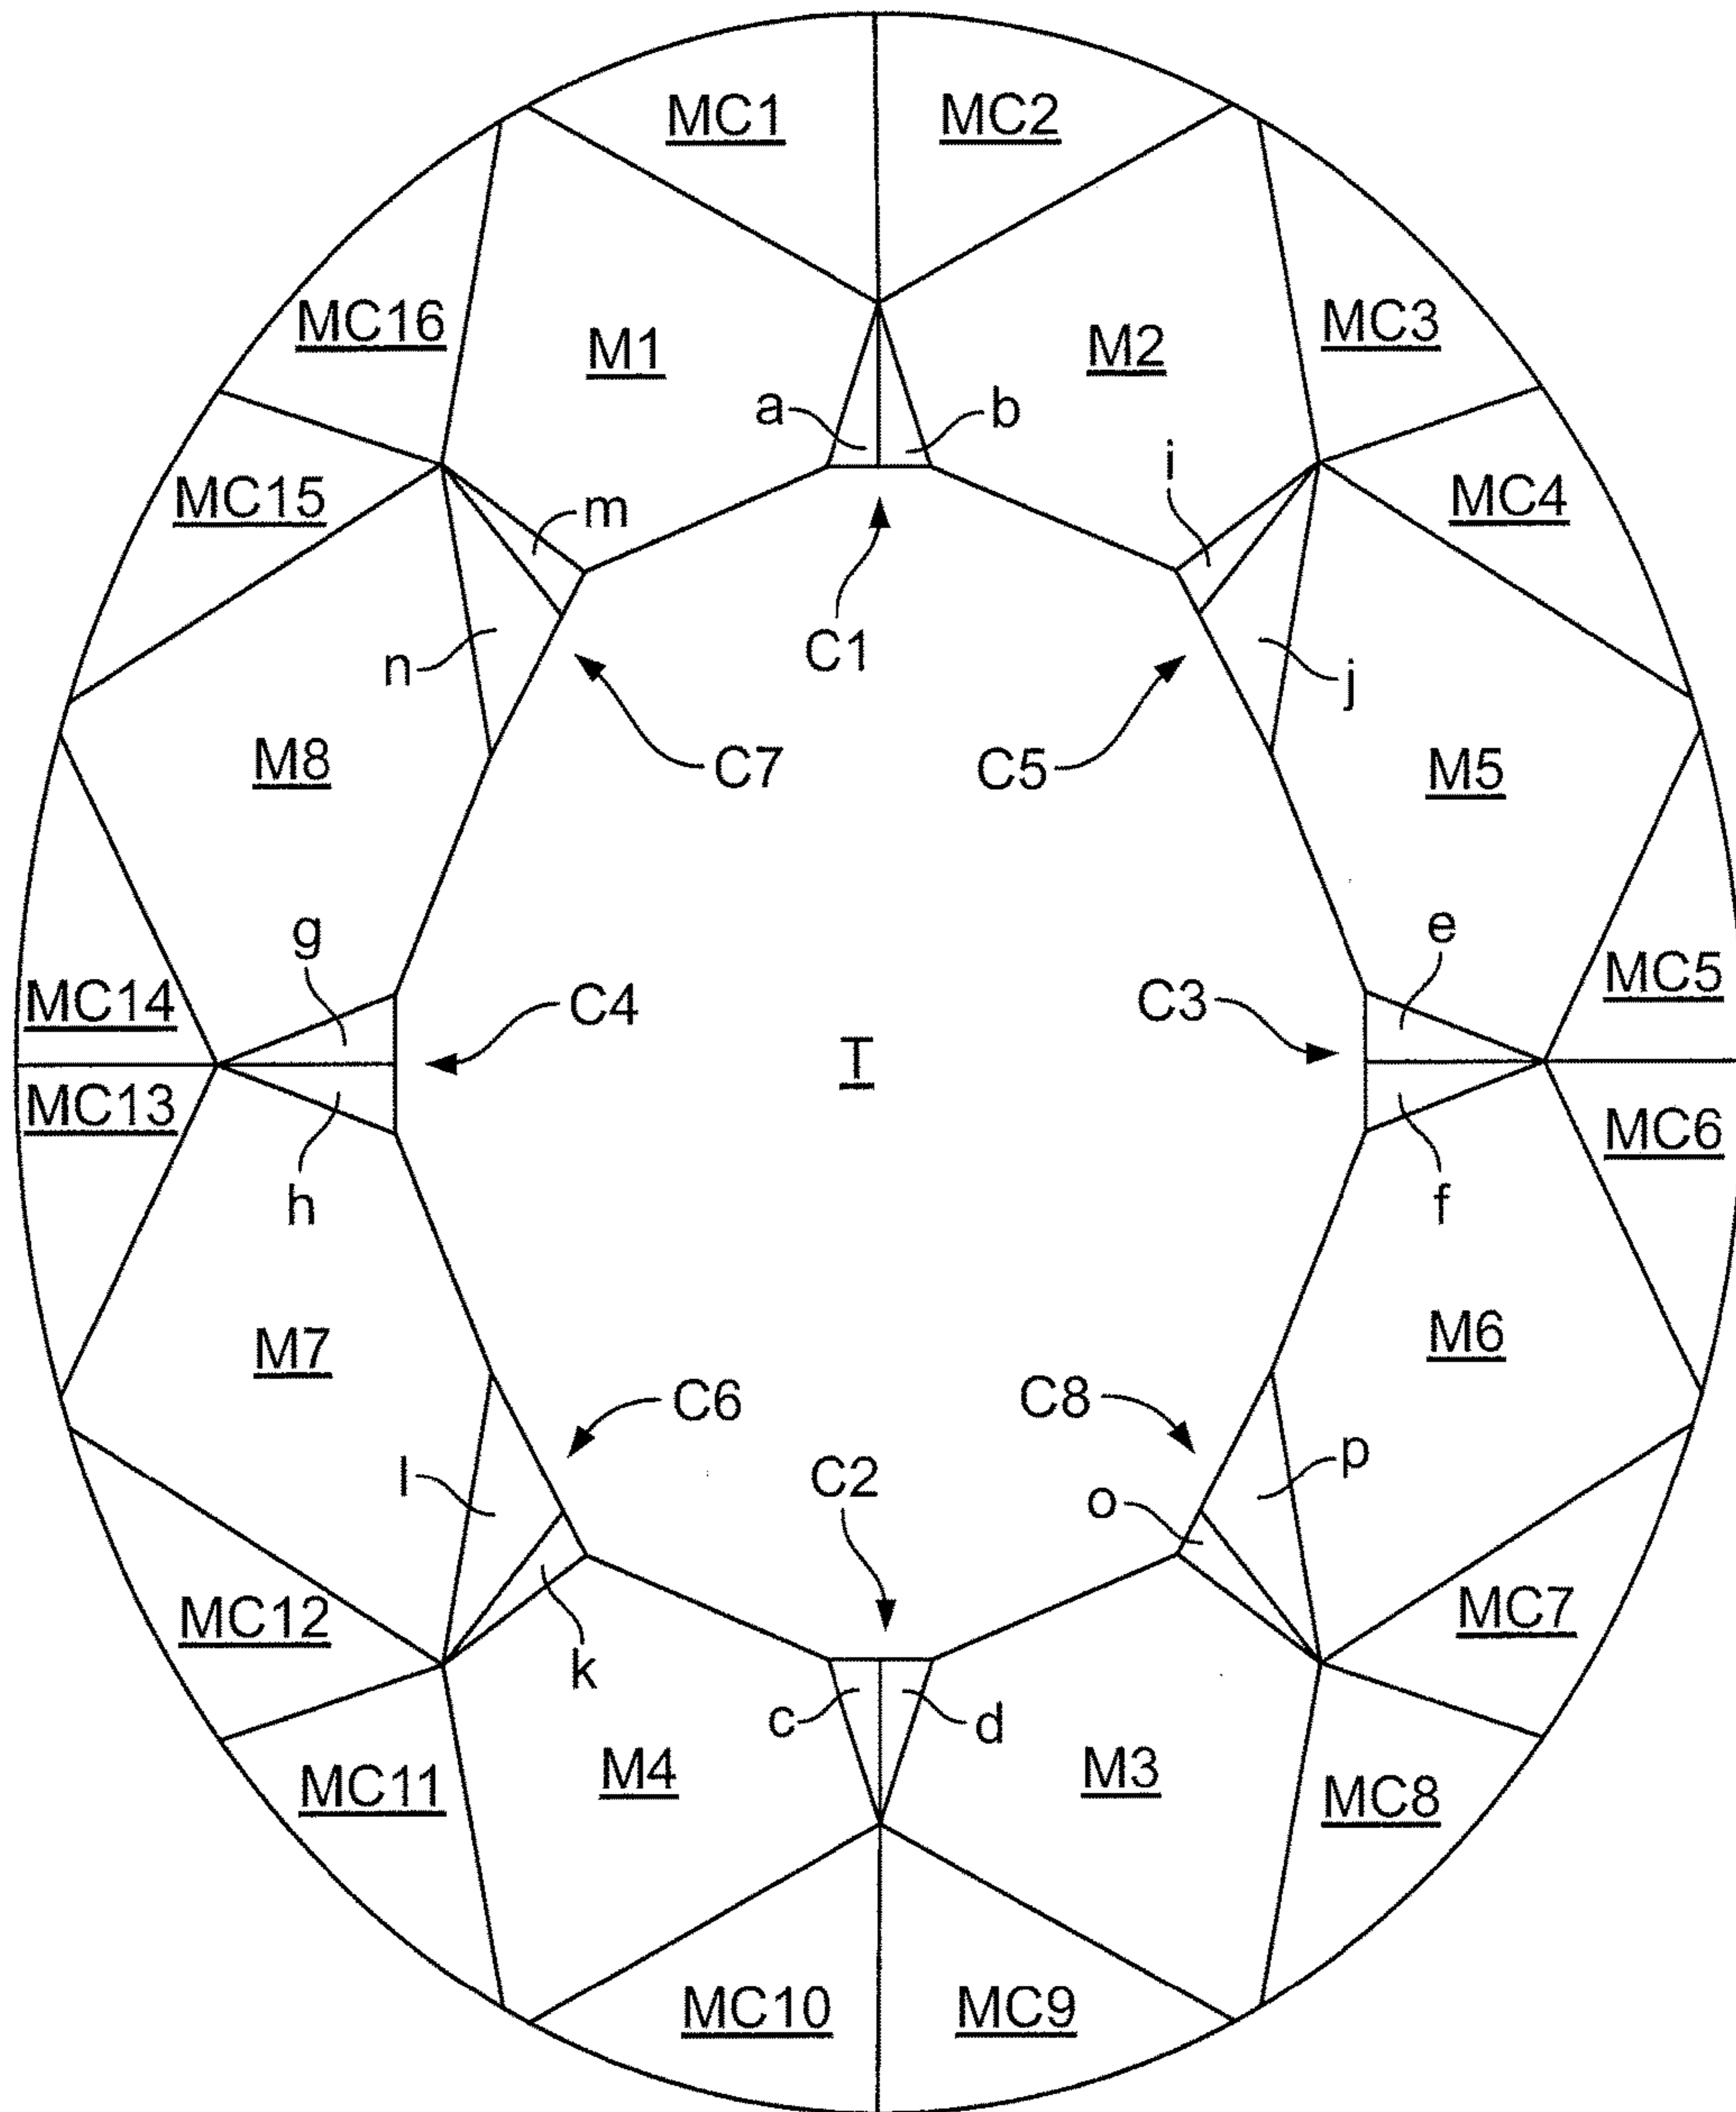 MC1 MC2
MC16 M1 M2 MC3
a b
MC15 m i MC4
n C1 j
M8 C7 C5 M5
g e
MC14 C4 T C3 MC5
MC13 MC6
h f
M7 M6
C6 C8
l C2 p
o
MC12 k MC7
c d
MC11 M4 M3 MC8
MC10 MC9